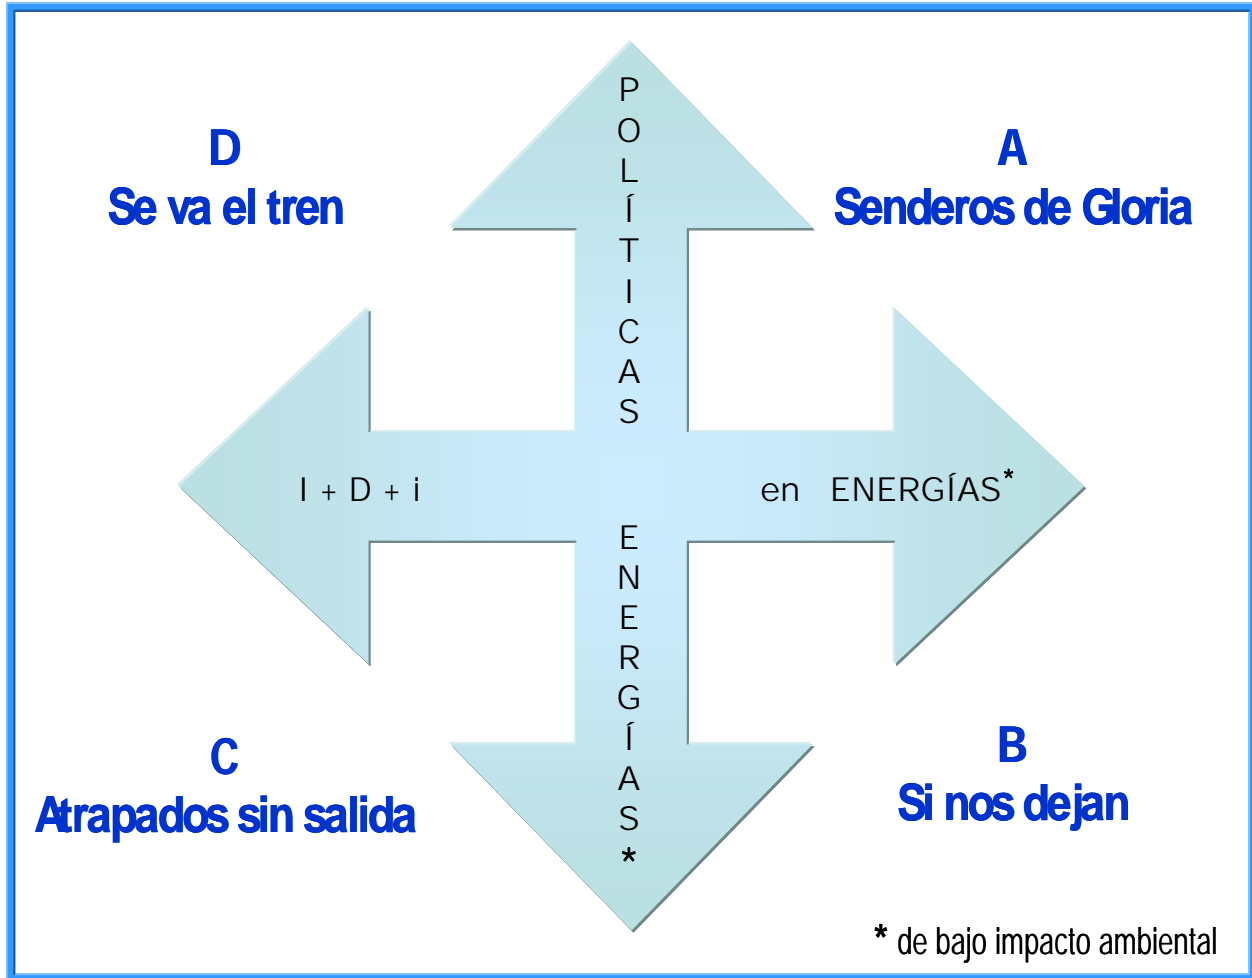 D
Se va el tren
A
Senderos de Gloria
POLÍTICAS ENERGÍAS*
I + D + i en ENERGÍAS*
C
Atrapados sin salida
B
Si nos dejan
* de bajo impacto ambiental